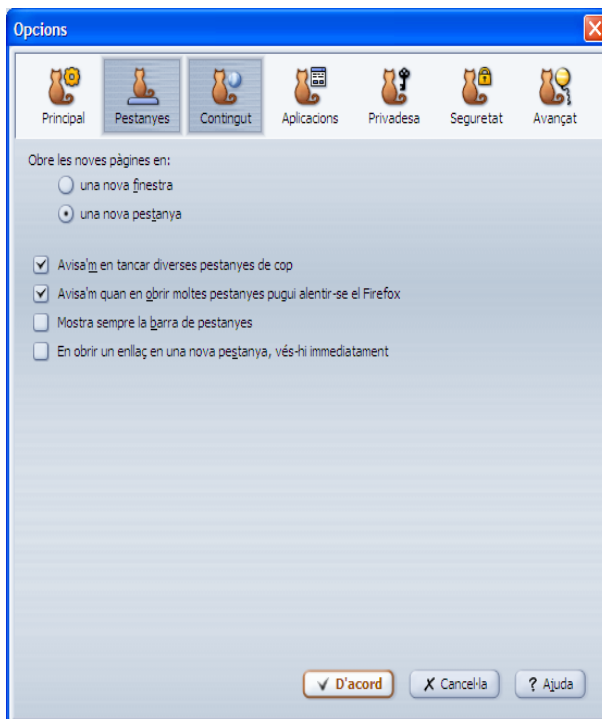 Opcions
Principal Pestanyes Contingut Aplicacions Privadesa Seguretat Avançat
Obre les noves pàgines en:
una nova finestra
una nova pestanya
Avisa'm en tancar diverses pestanyes de cop
Avisa'm quan en obrir moltes pestanyes pugui alentir-se el Firefox
Mostra sempre la barra de pestanyes
En obrir un enllaç en una nova pestanya, vés-hi immediatament
D'acord Cancel·la ? Ajuda